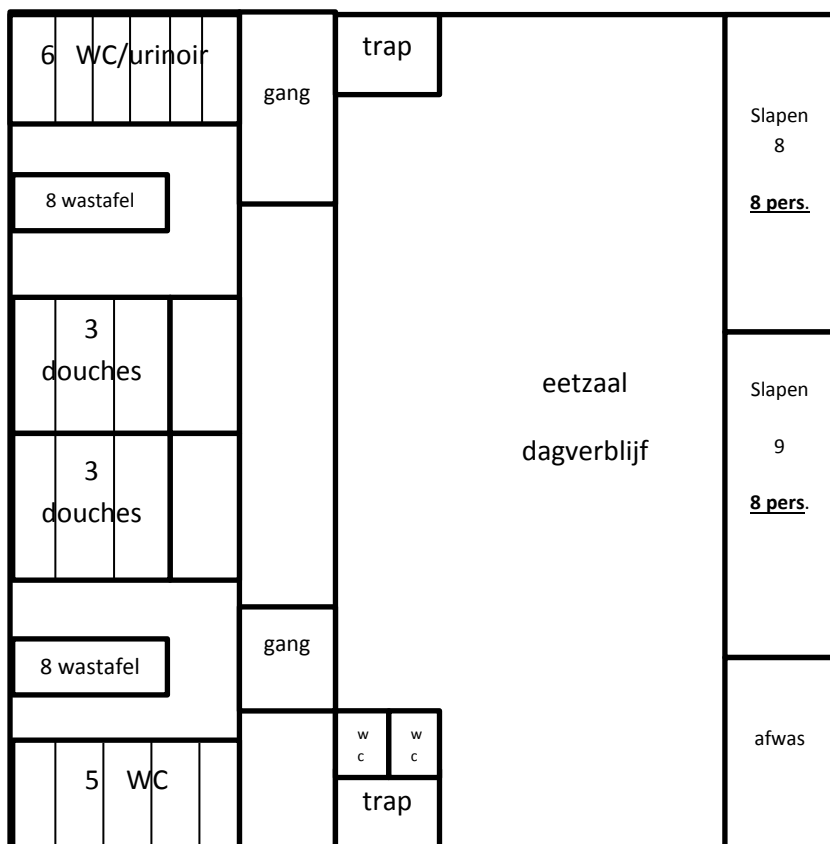 6 WC/urinoir
gang
trap
Slapen
8
8 pers.
8 wastafel
3
douches
eetzaal
dagverblijf
Slapen
9
8 pers.
3
douches
gang
8 wastafel
w
c
w
c
afwas
5 WC
trap